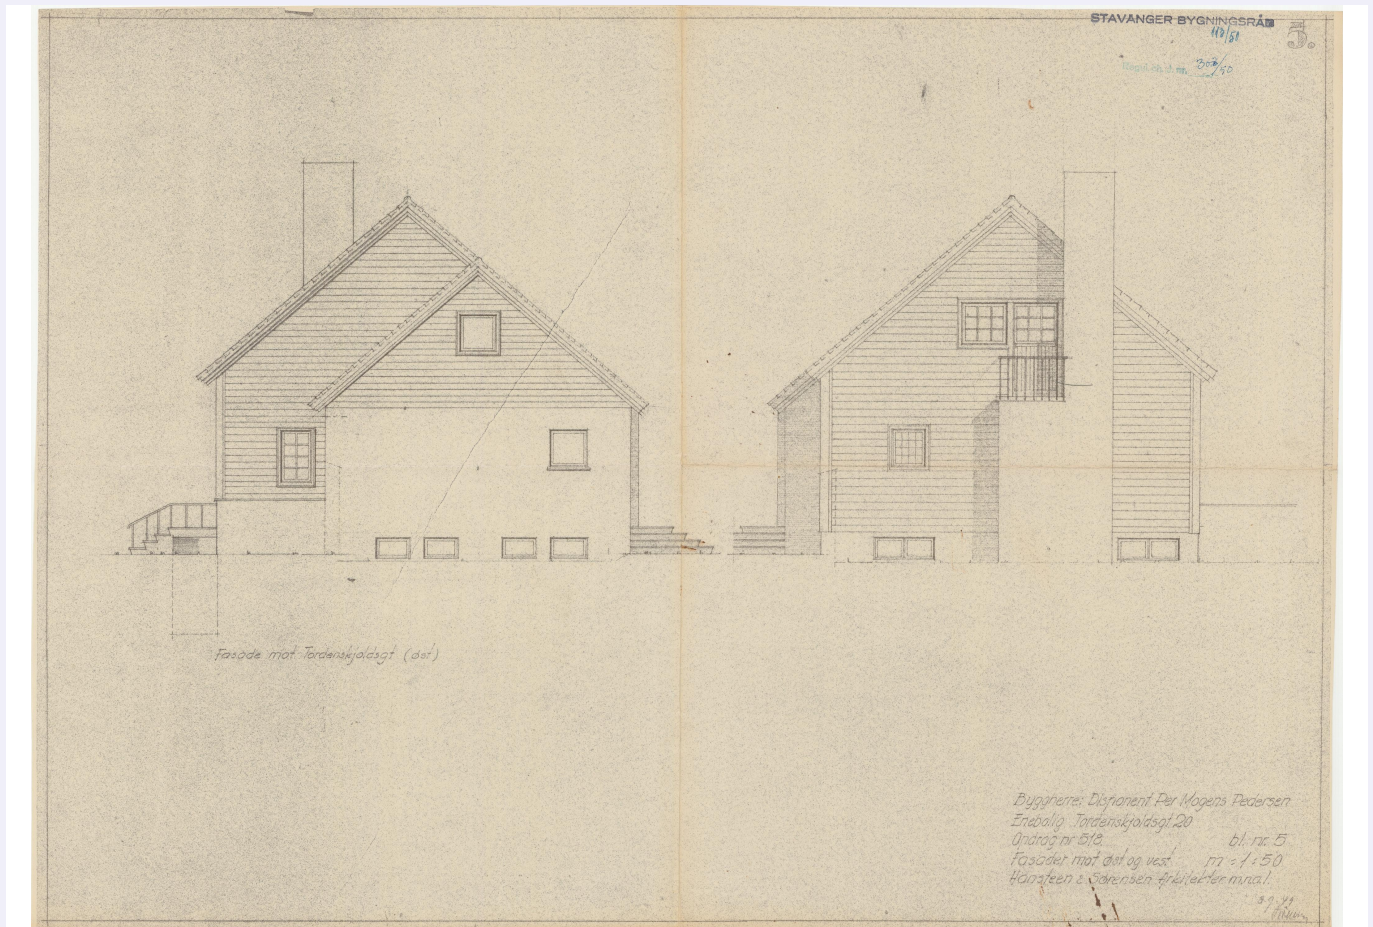 STAVANGER BYGNINGSRÅD
5.
Fasade mot Tordenskjoldsgt (øst)
Byggherre: Disponent Per Mogens Pedersen
Enebolig Tordenskjoldsgt 20
Opdrag nr 518. bl. nr. 5
Fasader mot øst og vest m = 1:50
Hansteen & Sørensen Arkitekter m.n.a.l.